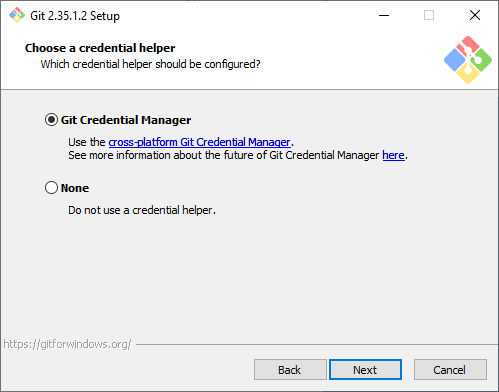 Git 2.35.1.2 Setup
Choose a credential helper
Which credential helper should be configured?
Git Credential Manager
Use the cross-platform Git Credential Manager.
See more information about the future of Git Credential Manager here.
None
Do not use a credential helper.
https://gitforwindows.org/
Back Next Cancel